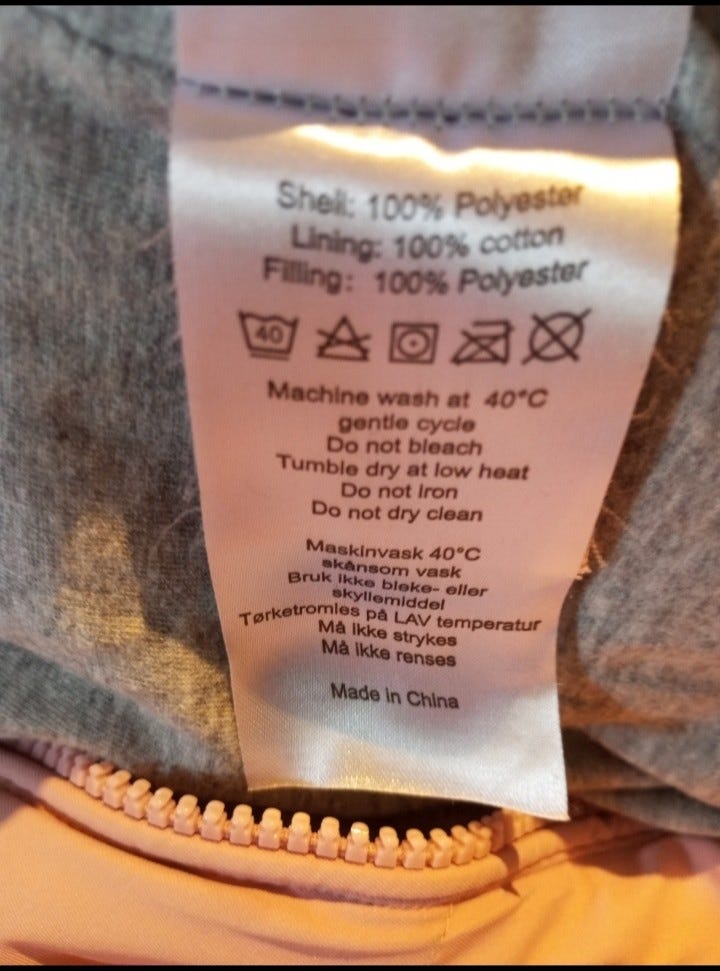 Shell: 100% Polyester
Lining: 100% cotton
Filling: 100% Polyester
40
Machine wash at 40°C
gentle cycle
Do not bleach
Tumble dry at low heat
Do not iron
Do not dry clean
Maskinvask 40°C
skånsom vask
Bruk ikke bleke- eller
skyllemiddel
Tørketromles på LAV temperatur
Må ikke strykes
Må ikke renses
Made in China